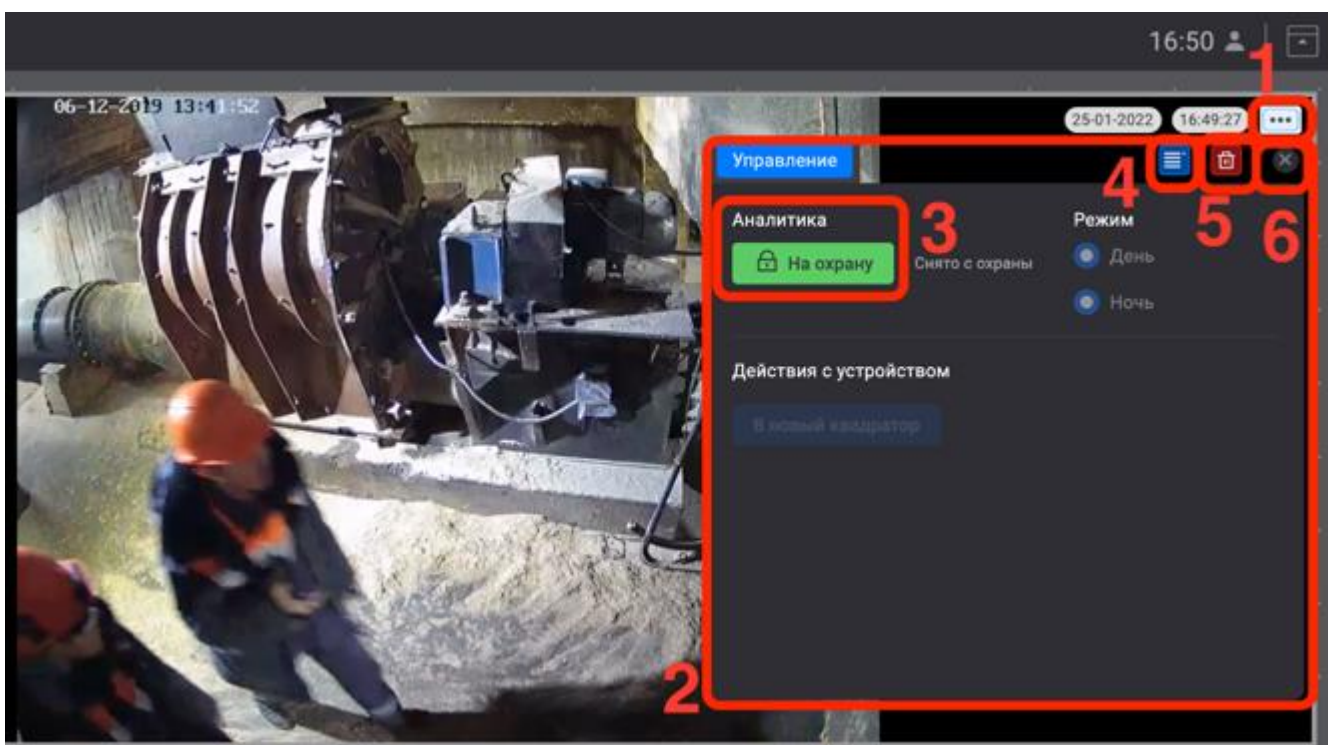 16:50
1
06-12-2019 13:41:52
25-01-2022 16:49:27
Управление
4
5
6
Аналитика
3
Режим
На охрану
Снято с охраны
День
Ночь
Действия с устройством
В новый квадратор
2